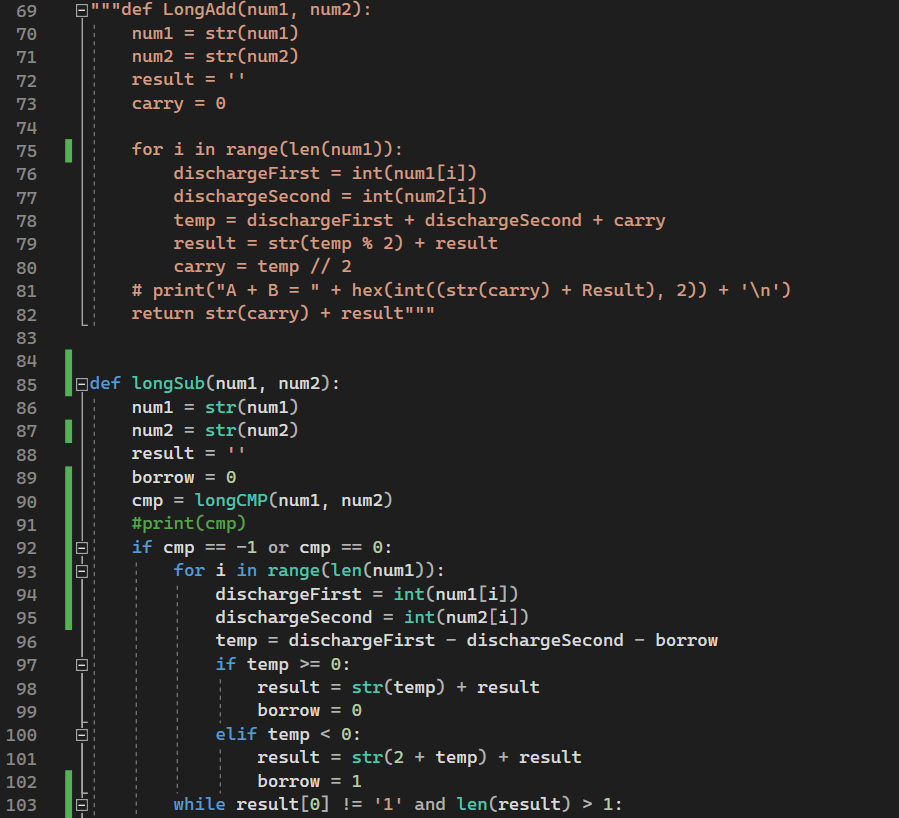 69 """def LongAdd(num1, num2):
70     num1 = str(num1)
71     num2 = str(num2)
72     result = ''
73     carry = 0
74
75     for i in range(len(num1)):
76         dischargeFirst = int(num1[i])
77         dischargeSecond = int(num2[i])
78         temp = dischargeFirst + dischargeSecond + carry
79         result = str(temp % 2) + result
80         carry = temp // 2
81     # print("A + B = " + hex(int((str(carry) + Result), 2)) + '\n')
82     return str(carry) + result"""
83
84
85 def longSub(num1, num2):
86     num1 = str(num1)
87     num2 = str(num2)
88     result = ''
89     borrow = 0
90     cmp = longCMP(num1, num2)
91     #print(cmp)
92     if cmp == -1 or cmp == 0:
93         for i in range(len(num1)):
94             dischargeFirst = int(num1[i])
95             dischargeSecond = int(num2[i])
96             temp = dischargeFirst - dischargeSecond - borrow
97             if temp >= 0:
98                 result = str(temp) + result
99                 borrow = 0
100             elif temp < 0:
101                 result = str(2 + temp) + result
102                 borrow = 1
103         while result[0] != '1' and len(result) > 1: